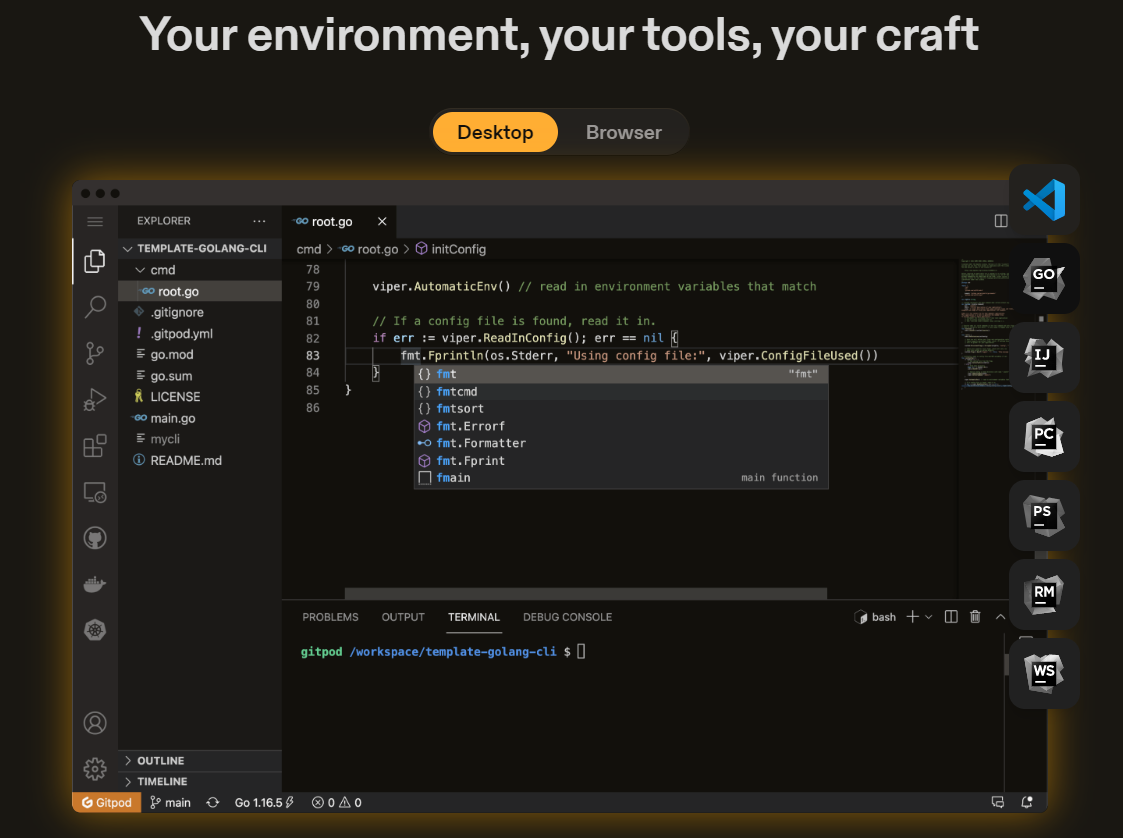 Your environment, your tools, your craft
Desktop
Browser
EXPLORER ···
TEMPLATE-GOLANG-CLI
cmd
root.go
.gitignore
! .gitpod.yml
go.mod
go.sum
LICENSE
main.go
mycli
README.md
OUTLINE
TIMELINE
root.go
cmd > root.go > initConfig
78
79 viper.AutomaticEnv() // read in environment variables that match
80
81 // If a config file is found, read it in.
82 if err := viper.ReadInConfig(); err == nil {
83 fmt.Fprintln(os.Stderr, "Using config file:", viper.ConfigFileUsed())
84 }
85 }
86
{} fmt "fmt"
{} fmtcmd
{} fmtsort
fmt.Errorf
fmt.Formatter
fmt.Fprint
fmain main function
PROBLEMS OUTPUT TERMINAL DEBUG CONSOLE bash
gitpod /workspace/template-golang-cli $
Gitpod main Go 1.16.5 0 0
GO
IJ
PC
PS
RM
WS